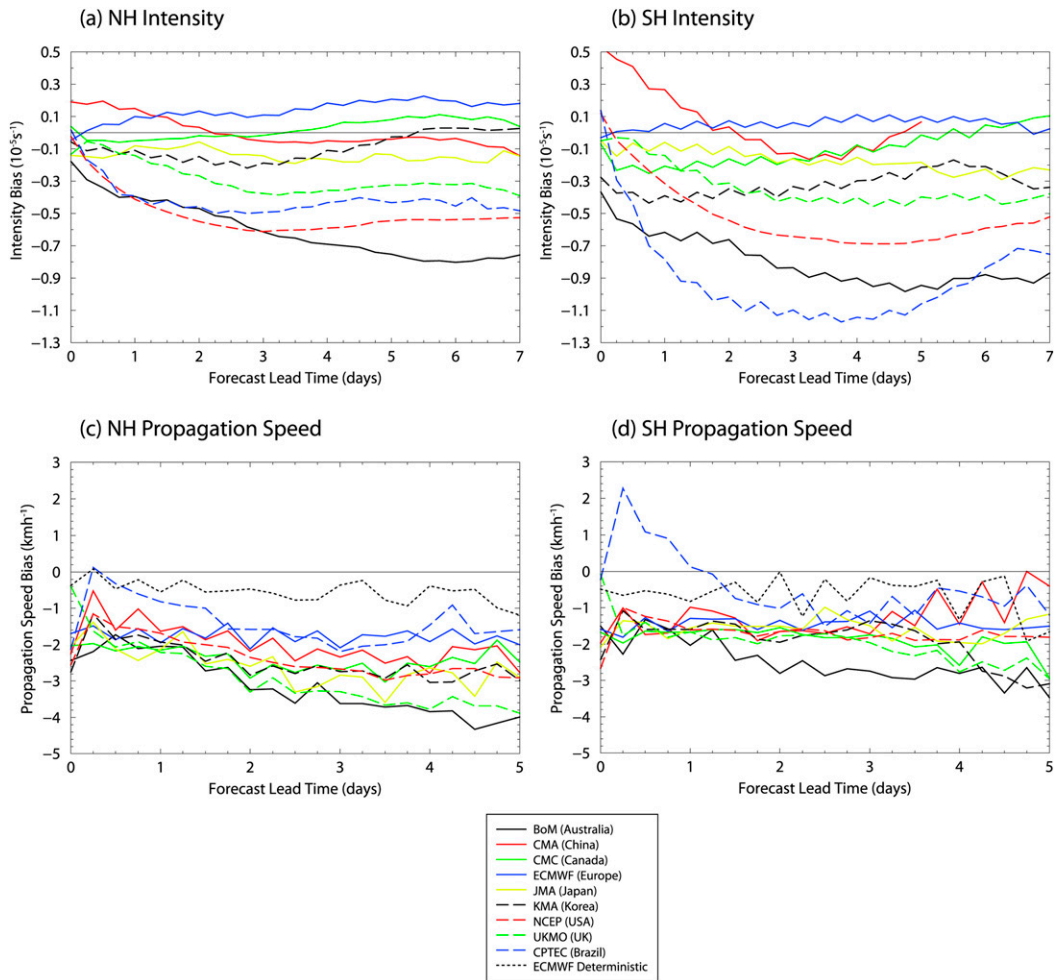 (a) NH Intensity
(b) SH Intensity
0.5
0.3
0.1
−0.1
−0.3
−0.5
−0.7
−0.9
−1.1
−1.3
Intensity Bias (10⁻⁵s⁻¹)
0 1 2 3 4 5 6 7
Forecast Lead Time (days)
0.5
0.3
0.1
−0.1
−0.3
−0.5
−0.7
−0.9
−1.1
−1.3
Intensity Bias (10⁻⁵s⁻¹)
0 1 2 3 4 5 6 7
Forecast Lead Time (days)
(c) NH Propagation Speed
(d) SH Propagation Speed
3
2
1
0
−1
−2
−3
−4
−5
Propagation Speed Bias (kmh⁻¹)
0 1 2 3 4 5
Forecast Lead Time (days)
3
2
1
0
−1
−2
−3
−4
−5
Propagation Speed Bias (kmh⁻¹)
0 1 2 3 4 5
Forecast Lead Time (days)
BoM (Australia)
CMA (China)
CMC (Canada)
ECMWF (Europe)
JMA (Japan)
KMA (Korea)
NCEP (USA)
UKMO (UK)
CPTEC (Brazil)
ECMWF Deterministic